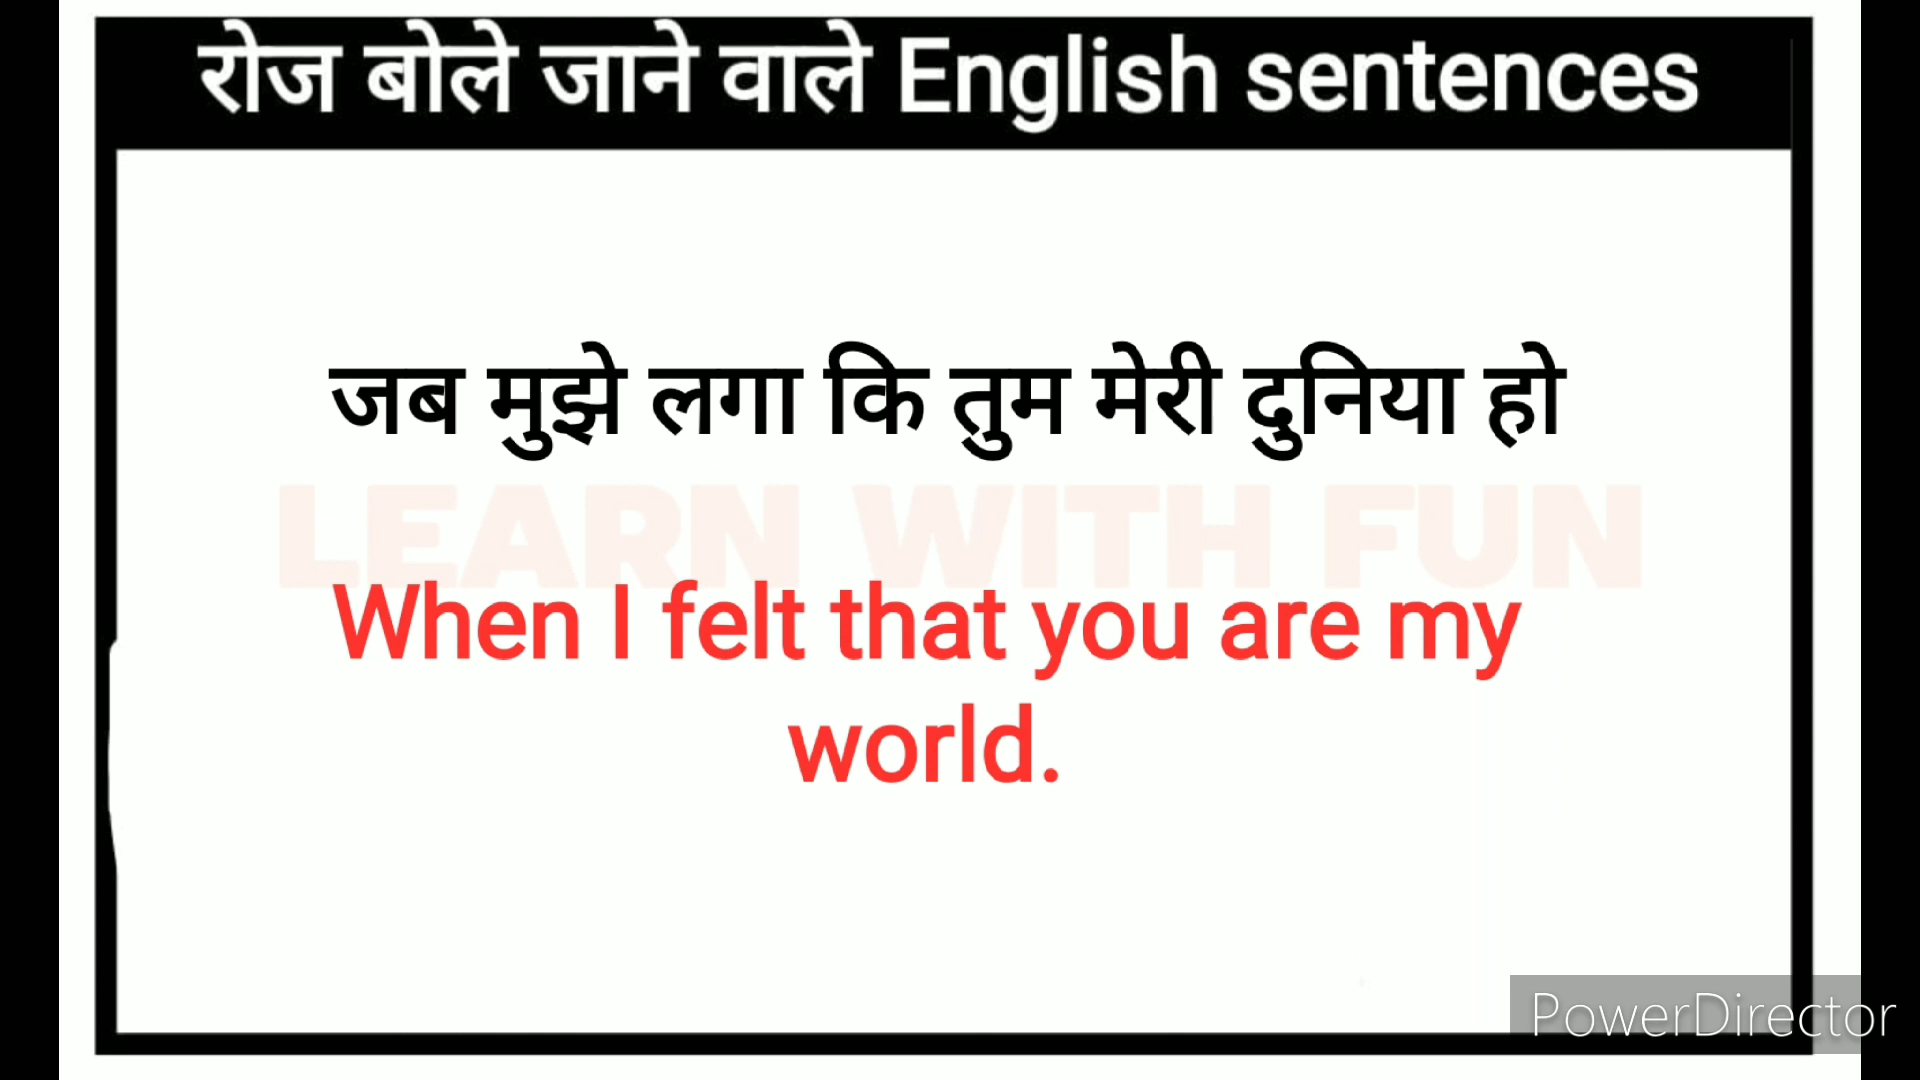 रोज बोले जाने वाले English sentences
जब मुझे लगा कि तुम मेरी दुनिया हो
LEARN WITH FUN
When I felt that you are my
world.
PowerDirector